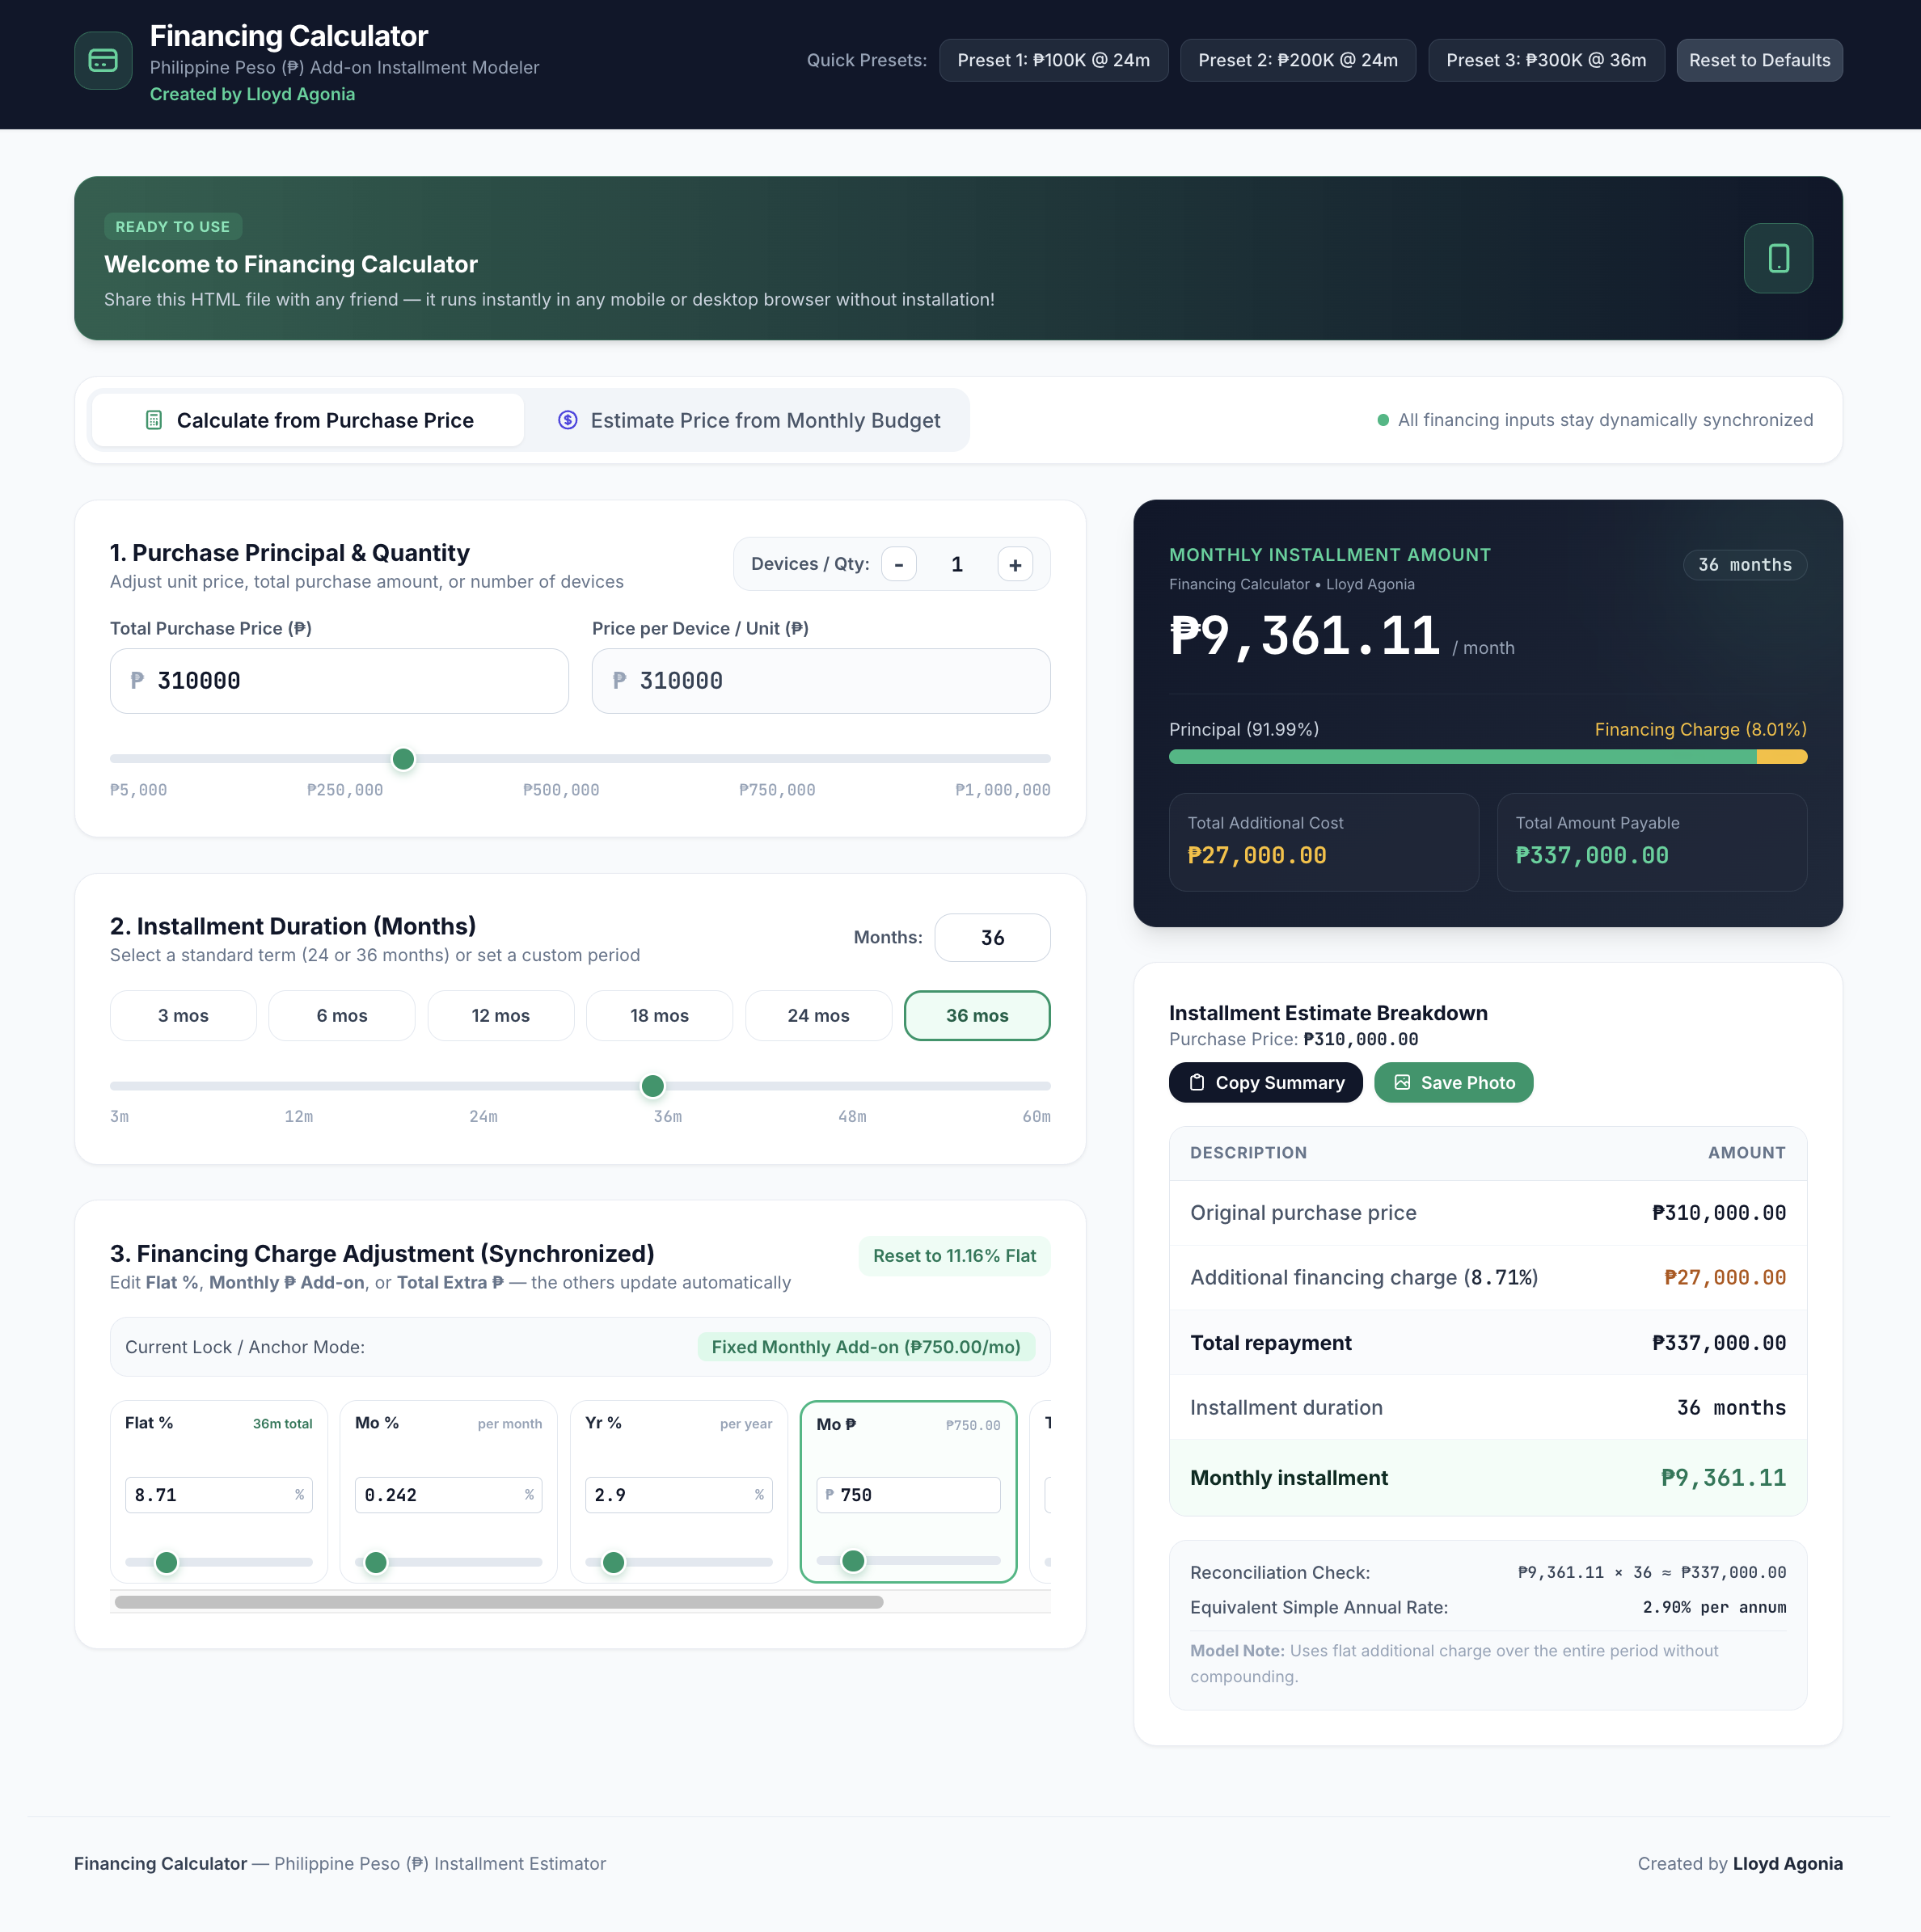 Financing Calculator
Philippine Peso (₱) Add-on Installment Modeler
Created by Lloyd Agonia
Quick Presets:
Preset 1: ₱100K @ 24m
Preset 2: ₱200K @ 24m
Preset 3: ₱300K @ 36m
Reset to Defaults
READY TO USE
Welcome to Financing Calculator
Share this HTML file with any friend — it runs instantly in any mobile or desktop browser without installation!
Calculate from Purchase Price
Estimate Price from Monthly Budget
All financing inputs stay dynamically synchronized
1. Purchase Principal & Quantity
Adjust unit price, total purchase amount, or number of devices
Devices / Qty: - 1 +
Total Purchase Price (₱)
₱ 310000
Price per Device / Unit (₱)
₱ 310000
₱5,000 ₱250,000 ₱500,000 ₱750,000 ₱1,000,000
2. Installment Duration (Months)
Select a standard term (24 or 36 months) or set a custom period
Months: 36
3 mos 6 mos 12 mos 18 mos 24 mos 36 mos
3m 12m 24m 36m 48m 60m
3. Financing Charge Adjustment (Synchronized)
Edit Flat %, Monthly ₱ Add-on, or Total Extra ₱ — the others update automatically
Reset to 11.16% Flat
Current Lock / Anchor Mode:
Fixed Monthly Add-on (₱750.00/mo)
Flat % 36m total
8.71 %
Mo % per month
0.242 %
Yr % per year
2.9 %
Mo ₱ ₱750.00
₱ 750
MONTHLY INSTALLMENT AMOUNT
Financing Calculator • Lloyd Agonia
36 months
₱9,361.11 / month
Principal (91.99%)
Financing Charge (8.01%)
Total Additional Cost
₱27,000.00
Total Amount Payable
₱337,000.00
Installment Estimate Breakdown
Purchase Price: ₱310,000.00
Copy Summary
Save Photo
DESCRIPTION AMOUNT
Original purchase price ₱310,000.00
Additional financing charge (8.71%) ₱27,000.00
Total repayment ₱337,000.00
Installment duration 36 months
Monthly installment ₱9,361.11
Reconciliation Check: ₱9,361.11 × 36 ≈ ₱337,000.00
Equivalent Simple Annual Rate: 2.90% per annum
Model Note: Uses flat additional charge over the entire period without
compounding.
Financing Calculator — Philippine Peso (₱) Installment Estimator
Created by Lloyd Agonia